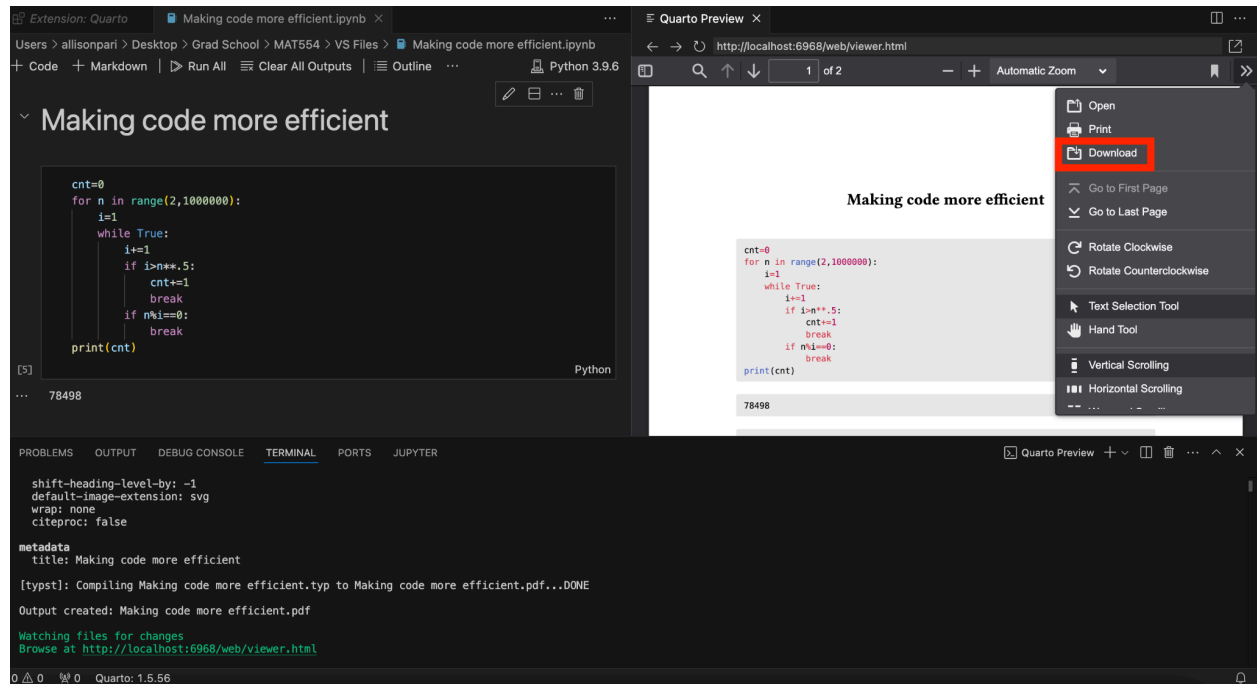 Extension: Quarto
Making code more efficient.ipynb
Users > allisonpari > Desktop > Grad School > MAT554 > VS Files > Making code more efficient.ipynb
+ Code + Markdown | Run All Clear All Outputs | Outline ... Python 3.9.6
Making code more efficient
cnt=0
for n in range(2,1000000):
    i=1
    while True:
        i+=1
        if i>n**.5:
            cnt+=1
            break
        if n%i==0:
            break
print(cnt)
[5]
Python
... 78498
Quarto Preview
http://localhost:6968/web/viewer.html
1 of 2
Automatic Zoom
Open
Print
Download
Go to First Page
Go to Last Page
Rotate Clockwise
Rotate Counterclockwise
Text Selection Tool
Hand Tool
Vertical Scrolling
Horizontal Scrolling
Making code more efficient
cnt=0
for n in range(2,1000000):
    i=1
    while True:
        i+=1
        if i>n**.5:
            cnt+=1
            break
        if n%i==0:
            break
print(cnt)
78498
PROBLEMS OUTPUT DEBUG CONSOLE TERMINAL PORTS JUPYTER
Quarto Preview
shift-heading-level-by: -1
default-image-extension: svg
wrap: none
citeproc: false
metadata
title: Making code more efficient
[typst]: Compiling Making code more efficient.typ to Making code more efficient.pdf...DONE
Output created: Making code more efficient.pdf
Watching files for changes
Browse at http://localhost:6968/web/viewer.html
0 0 0 Quarto: 1.5.56